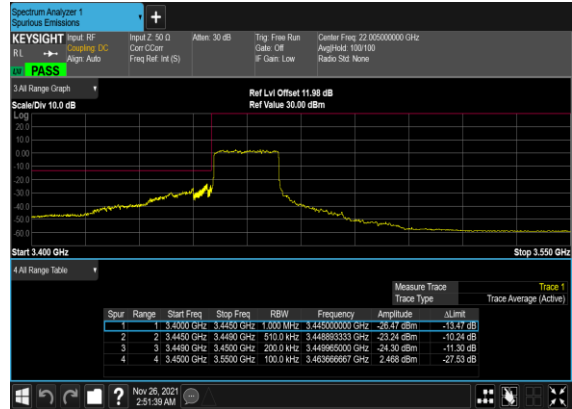 Spectrum Analyzer 1
Spurious Emissions
+
KEYSIGHT Input: RF Input Z: 50 Ω Atten: 30 dB Trig: Free Run Center Freq: 22.005000000 GHz
RL Coupling: DC Corr CCorr Gate: Off Avg|Hold: 100/100
Align: Auto Freq Ref: Int (S) IF Gain: Low Radio Std: None
LW PASS
3 All Range Graph
Ref Lvl Offset 11.98 dB
Scale/Div 10.0 dB Ref Value 30.00 dBm
Log
20.0
10.0
0.00
-10.0
-20.0
-30.0
-40.0
-50.0
-60.0
Start 3.400 GHz Stop 3.550 GHz
4 All Range Table
Measure Trace Trace 1
Trace Type Trace Average (Active)
Spur Range Start Freq Stop Freq RBW Frequency Amplitude ΔLimit
1 1 3.4000 GHz 3.4450 GHz 1.000 MHz 3.445000000 GHz -26.47 dBm -13.47 dB
2 2 3.4450 GHz 3.4490 GHz 510.0 kHz 3.448893333 GHz -23.24 dBm -10.24 dB
3 3 3.4490 GHz 3.4500 GHz 200.0 kHz 3.449965000 GHz -24.30 dBm -11.30 dB
4 4 3.4500 GHz 3.5500 GHz 100.0 kHz 3.463666667 GHz 2.468 dBm -27.53 dB
? Nov 26, 2021
2:51:39 AM